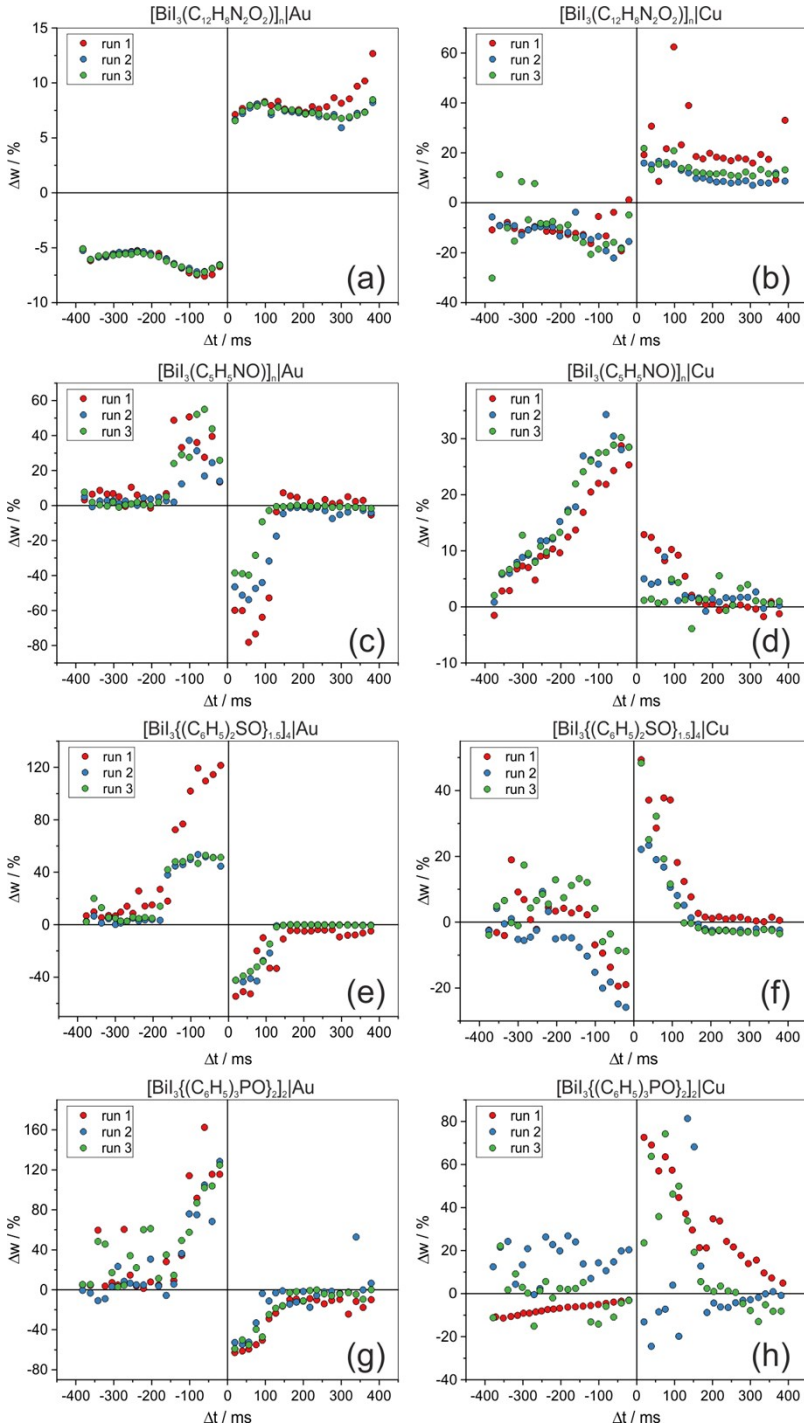 [BiI₃(C₁₂H₈N₂O₂)]ₙ|Au
run 1
run 2
run 3
15
10
5
0
-5
10
Δw / %
(a)
-400 -300 -200 -100 0 100 200 300 400
Δt / ms
[BiI₃(C₁₂H₈N₂O₂)]ₙ|Cu
run 1
run 2
run 3
80
60
40
20
0
-20
-40
Δw / %
(b)
-400 -300 -200 -100 0 100 200 300 400
Δt / ms
[BiI₃(C₅H₅NO)]ₙ|Au
run 1
run 2
run 3
60
40
20
0
-20
-40
-60
-80
Δw / %
(c)
-400 -300 -200 -100 0 100 200 300 400
Δt / ms
[BiI₃(C₅H₅NO)]ₙ|Cu
run 1
run 2
run 3
30
20
10
0
-10
Δw / %
(d)
-400 -300 -200 -100 0 100 200 300 400
Δt / ms
[BiI₃{(C₆H₅)₂SO}₁.₅]₄|Au
run 1
run 2
run 3
120
80
40
0
-40
Δw / %
(e)
-400 -300 -200 -100 0 100 200 300 400
Δt / ms
[BiI₃{(C₆H₅)₂SO}₁.₅]₄|Cu
run 1
run 2
run 3
40
20
0
-20
Δw / %
(f)
-400 -300 -200 -100 0 100 200 300 400
Δt / ms
[BiI₃{(C₆H₅)₃PO}₂]₂|Au
run 1
run 2
run 3
160
120
80
40
0
-40
-80
Δw / %
(g)
-400 -300 -200 -100 0 100 200 300 400
Δt / ms
[BiI₃{(C₆H₅)₃PO}₂]₂|Cu
run 1
run 2
run 3
80
60
40
20
0
-20
-40
Δw / %
(h)
-400 -300 -200 -100 0 100 200 300 400
Δt / ms